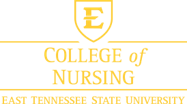 E
COLLEGE of
NURSING
EAST TENNESSEE STATE UNIVERSITY